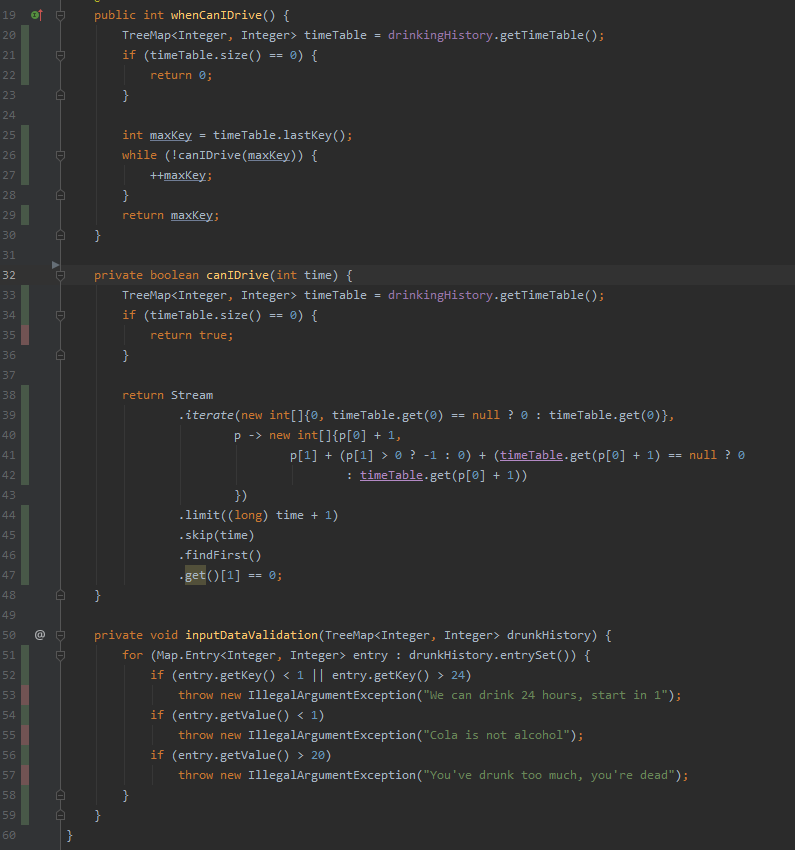 19 public int whenCanIDrive() {
20 TreeMap<Integer, Integer> timeTable = drinkingHistory.getTimeTable();
21 if (timeTable.size() == 0) {
22 return 0;
23 }
24
25 int maxKey = timeTable.lastKey();
26 while (!canIDrive(maxKey)) {
27 ++maxKey;
28 }
29 return maxKey;
30 }
31
32 private boolean canIDrive(int time) {
33 TreeMap<Integer, Integer> timeTable = drinkingHistory.getTimeTable();
34 if (timeTable.size() == 0) {
35 return true;
36 }
37
38 return Stream
39 .iterate(new int[]{0, timeTable.get(0) == null ? 0 : timeTable.get(0)},
40 p -> new int[]{p[0] + 1,
41 p[1] + (p[1] > 0 ? -1 : 0) + (timeTable.get(p[0] + 1) == null ? 0
42 : timeTable.get(p[0] + 1))
43 })
44 .limit((long) time + 1)
45 .skip(time)
46 .findFirst()
47 .get()[1] == 0;
48 }
49
50 @ private void inputDataValidation(TreeMap<Integer, Integer> drunkHistory) {
51 for (Map.Entry<Integer, Integer> entry : drunkHistory.entrySet()) {
52 if (entry.getKey() < 1 || entry.getKey() > 24)
53 throw new IllegalArgumentException("We can drink 24 hours, start in 1");
54 if (entry.getValue() < 1)
55 throw new IllegalArgumentException("Cola is not alcohol");
56 if (entry.getValue() > 20)
57 throw new IllegalArgumentException("You've drunk too much, you're dead");
58 }
59 }
60 }